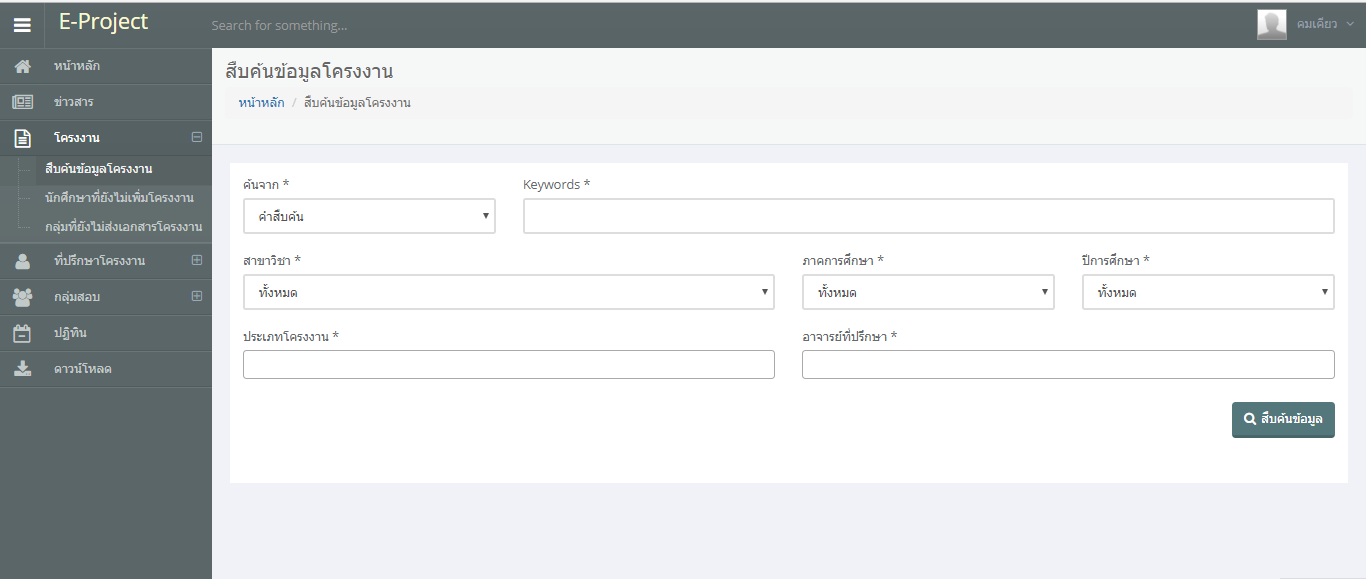 E-Project
Search for something...
คมเคียว
หน้าหลัก
ข่าวสาร
โครงงาน
สืบค้นข้อมูลโครงงาน
นักศึกษาที่ยังไม่เพิ่มโครงงาน
กลุ่มที่ยังไม่ส่งเอกสารโครงงาน
ที่ปรึกษาโครงงาน
กลุ่มสอบ
ปฏิทิน
ดาวน์โหลด
สืบค้นข้อมูลโครงงาน
หน้าหลัก / สืบค้นข้อมูลโครงงาน
ค้นจาก * Keywords *
คำสืบค้น
สาขาวิชา * ภาคการศึกษา * ปีการศึกษา *
ทั้งหมด ทั้งหมด ทั้งหมด
ประเภทโครงงาน * อาจารย์ที่ปรึกษา *
สืบค้นข้อมูล